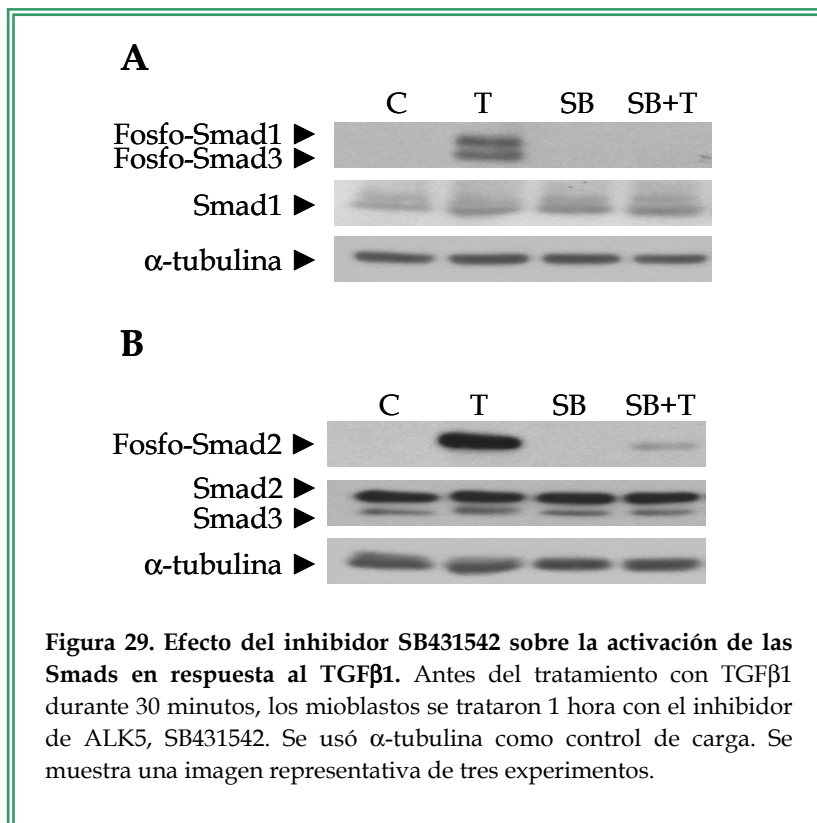 A
C T SB SB+T
Fosfo-Smad1 ►
Fosfo-Smad3 ►
Smad1 ►
α-tubulina ►
B
C T SB SB+T
Fosfo-Smad2 ►
Smad2 ►
Smad3 ►
α-tubulina ►
Figura 29. Efecto del inhibidor SB431542 sobre la activación de las
Smads en respuesta al TGFβ1. Antes del tratamiento con TGFβ1
durante 30 minutos, los mioblastos se trataron 1 hora con el inhibidor
de ALK5, SB431542. Se usó α-tubulina como control de carga. Se
muestra una imagen representativa de tres experimentos.